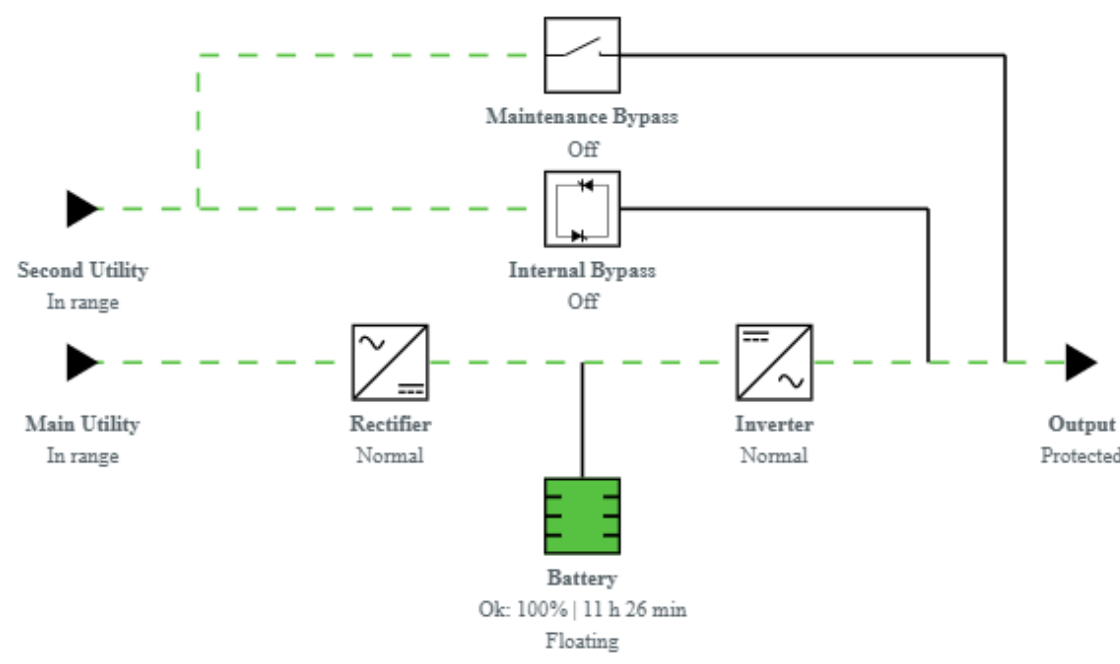 Maintenance Bypass
Off
Second Utility
In range
Internal Bypass
Off
Main Utility
In range
Rectifier
Normal
Inverter
Normal
Output
Protected
Battery
Ok: 100% | 11 h 26 min
Floating